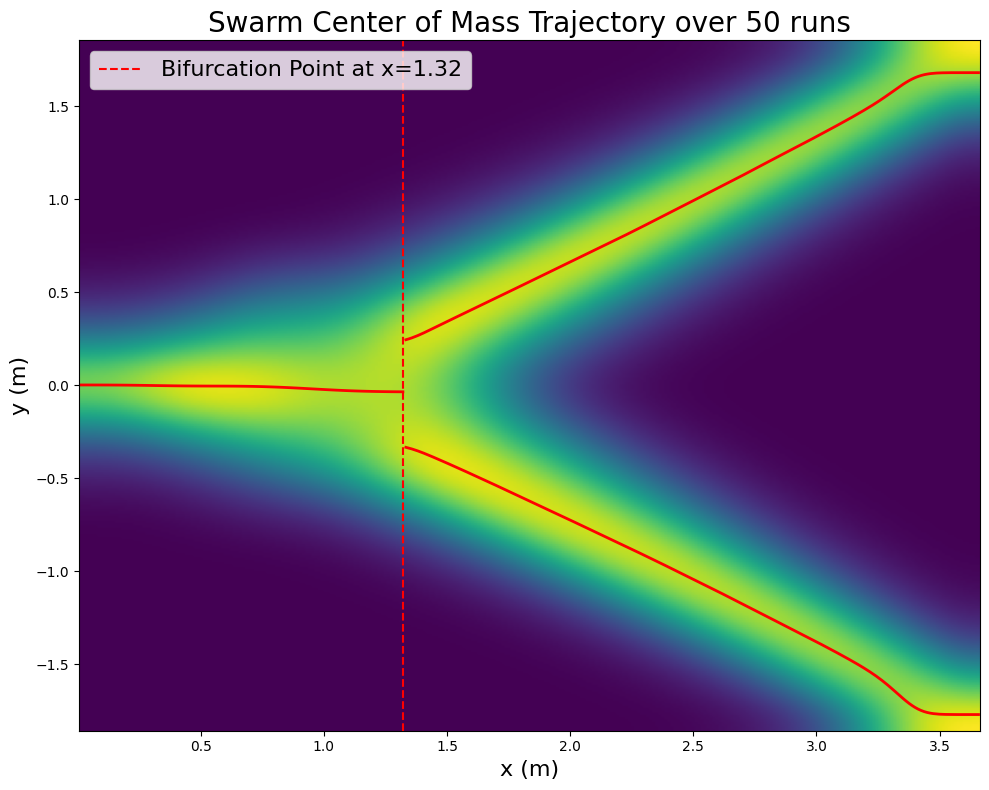 Swarm Center of Mass Trajectory over 50 runs
Bifurcation Point at x=1.32
y (m)
1.5
1.0
0.5
0.0
−0.5
−1.0
−1.5
0.5 1.0 1.5 2.0 2.5 3.0 3.5
x (m)